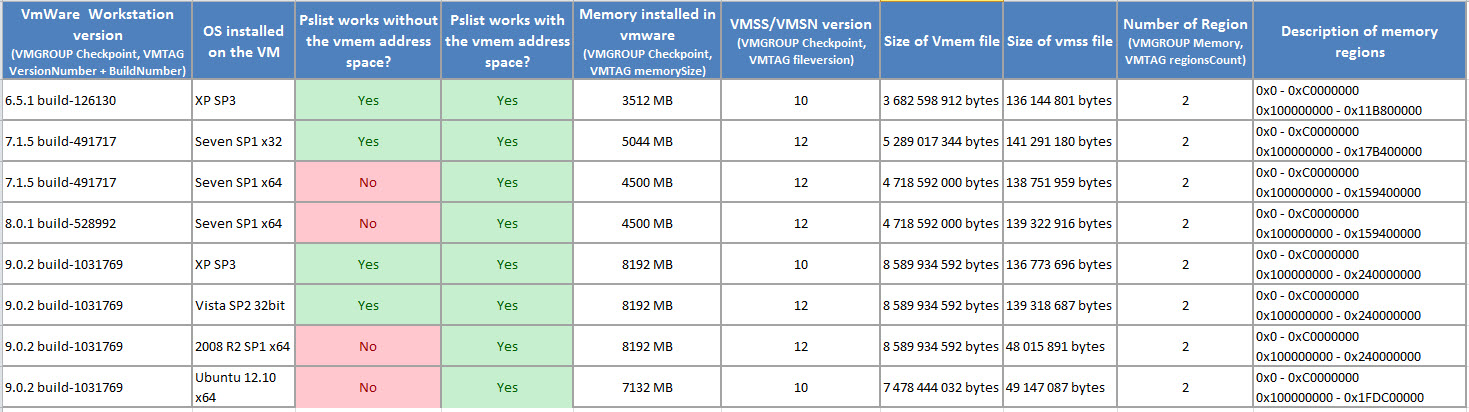 VmWare Workstation version (VMGROUP Checkpoint, VMTAG VersionNumber + BuildNumber)
OS installed on the VM
Pslist works without the vmem address space?
Pslist works with the vmem address space?
Memory installed in vmware (VMGROUP Checkpoint, VMTAG memorySize)
VMSS/VMSN version (VMGROUP Checkpoint, VMTAG fileversion)
Size of Vmem file
Size of vmss file
Number of Region (VMGROUP Memory, VMTAG regionsCount)
Description of memory regions
6.5.1 build-126130 XP SP3 Yes Yes 3512 MB 10 3 682 598 912 bytes 136 144 801 bytes 2 0x0 - 0xC0000000
0x100000000 - 0x11B800000
7.1.5 build-491717 Seven SP1 x32 Yes Yes 5044 MB 12 5 289 017 344 bytes 141 291 180 bytes 2 0x0 - 0xC0000000
0x100000000 - 0x17B400000
7.1.5 build-491717 Seven SP1 x64 No Yes 4500 MB 12 4 718 592 000 bytes 138 751 959 bytes 2 0x0 - 0xC0000000
0x100000000 - 0x159400000
8.0.1 build-528992 Seven SP1 x64 No Yes 4500 MB 12 4 718 592 000 bytes 139 322 916 bytes 2 0x0 - 0xC0000000
0x100000000 - 0x159400000
9.0.2 build-1031769 XP SP3 Yes Yes 8192 MB 10 8 589 934 592 bytes 136 773 696 bytes 2 0x0 - 0xC0000000
0x100000000 - 0x240000000
9.0.2 build-1031769 Vista SP2 32bit Yes Yes 8192 MB 12 8 589 934 592 bytes 139 318 687 bytes 2 0x0 - 0xC0000000
0x100000000 - 0x240000000
9.0.2 build-1031769 2008 R2 SP1 x64 No Yes 8192 MB 12 8 589 934 592 bytes 48 015 891 bytes 2 0x0 - 0xC0000000
0x100000000 - 0x240000000
9.0.2 build-1031769 Ubuntu 12.10 x64 No Yes 7132 MB 10 7 478 444 032 bytes 49 147 087 bytes 2 0x0 - 0xC0000000
0x100000000 - 0x1FDC00000